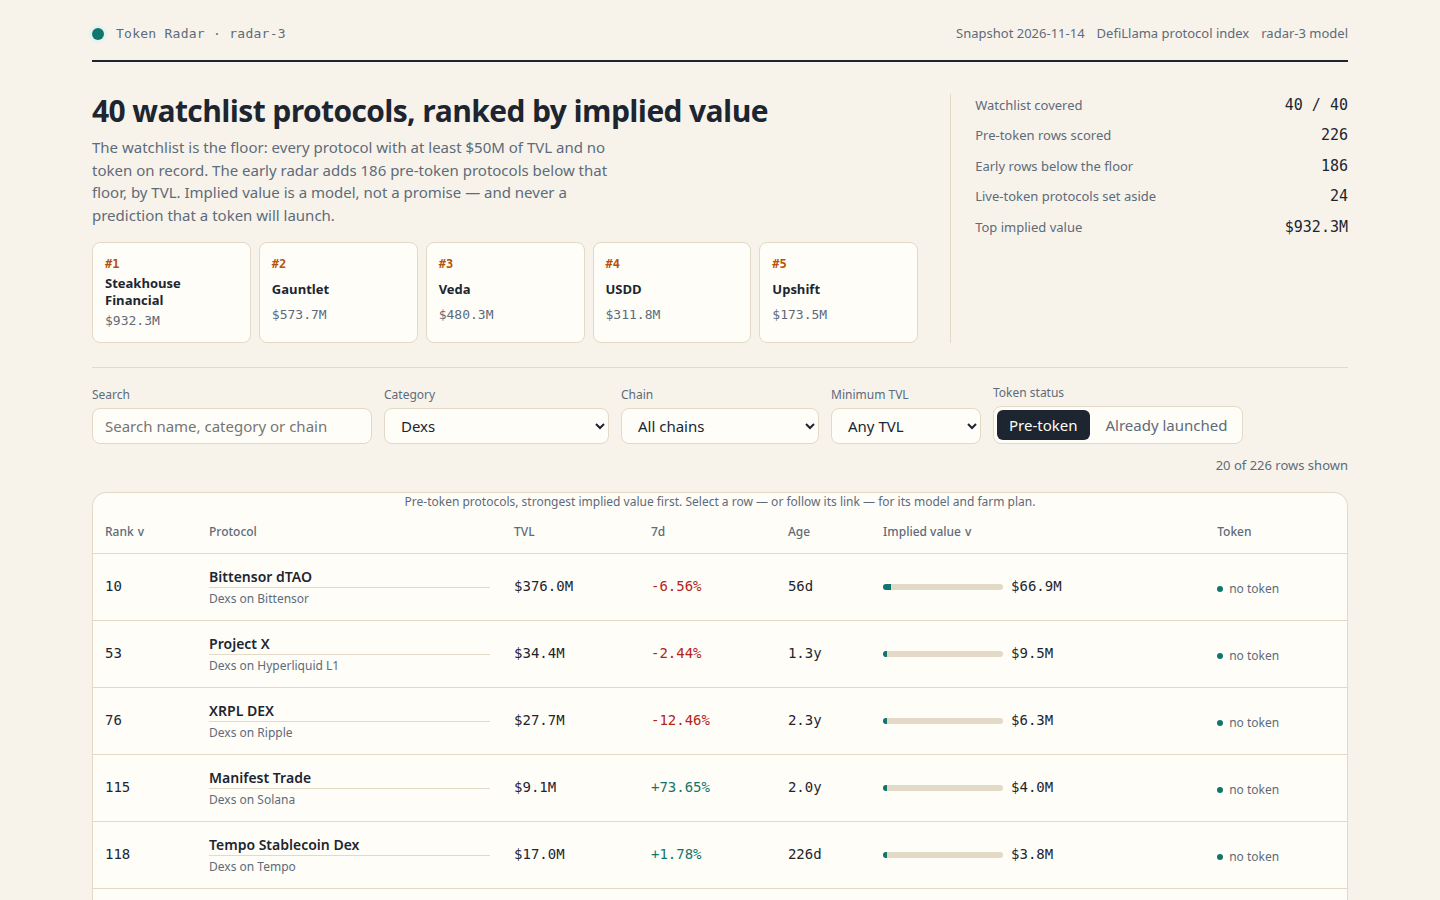 Token Radar · radar-3
Snapshot 2026-11-14 DefiLlama protocol index radar-3 model
40 watchlist protocols, ranked by implied value
The watchlist is the floor: every protocol with at least $50M of TVL and no
token on record. The early radar adds 186 pre-token protocols below that
floor, by TVL. Implied value is a model, not a promise — and never a
prediction that a token will launch.
Watchlist covered 40 / 40
Pre-token rows scored 226
Early rows below the floor 186
Live-token protocols set aside 24
Top implied value $932.3M
#1
Steakhouse
Financial
$932.3M
#2
Gauntlet
$573.7M
#3
Veda
$480.3M
#4
USDD
$311.8M
#5
Upshift
$173.5M
Search
Search name, category or chain
Category
Dexs
Chain
All chains
Minimum TVL
Any TVL
Token status
Pre-token Already launched
20 of 226 rows shown
Pre-token protocols, strongest implied value first. Select a row — or follow its link — for its model and farm plan.
Rank v Protocol TVL 7d Age Implied value v Token
10 Bittensor dTAO $376.0M -6.56% 56d $66.9M no token
Dexs on Bittensor
53 Project X $34.4M -2.44% 1.3y $9.5M no token
Dexs on Hyperliquid L1
76 XRPL DEX $27.7M -12.46% 2.3y $6.3M no token
Dexs on Ripple
115 Manifest Trade $9.1M +73.65% 2.0y $4.0M no token
Dexs on Solana
118 Tempo Stablecoin Dex $17.0M +1.78% 226d $3.8M no token
Dexs on Tempo